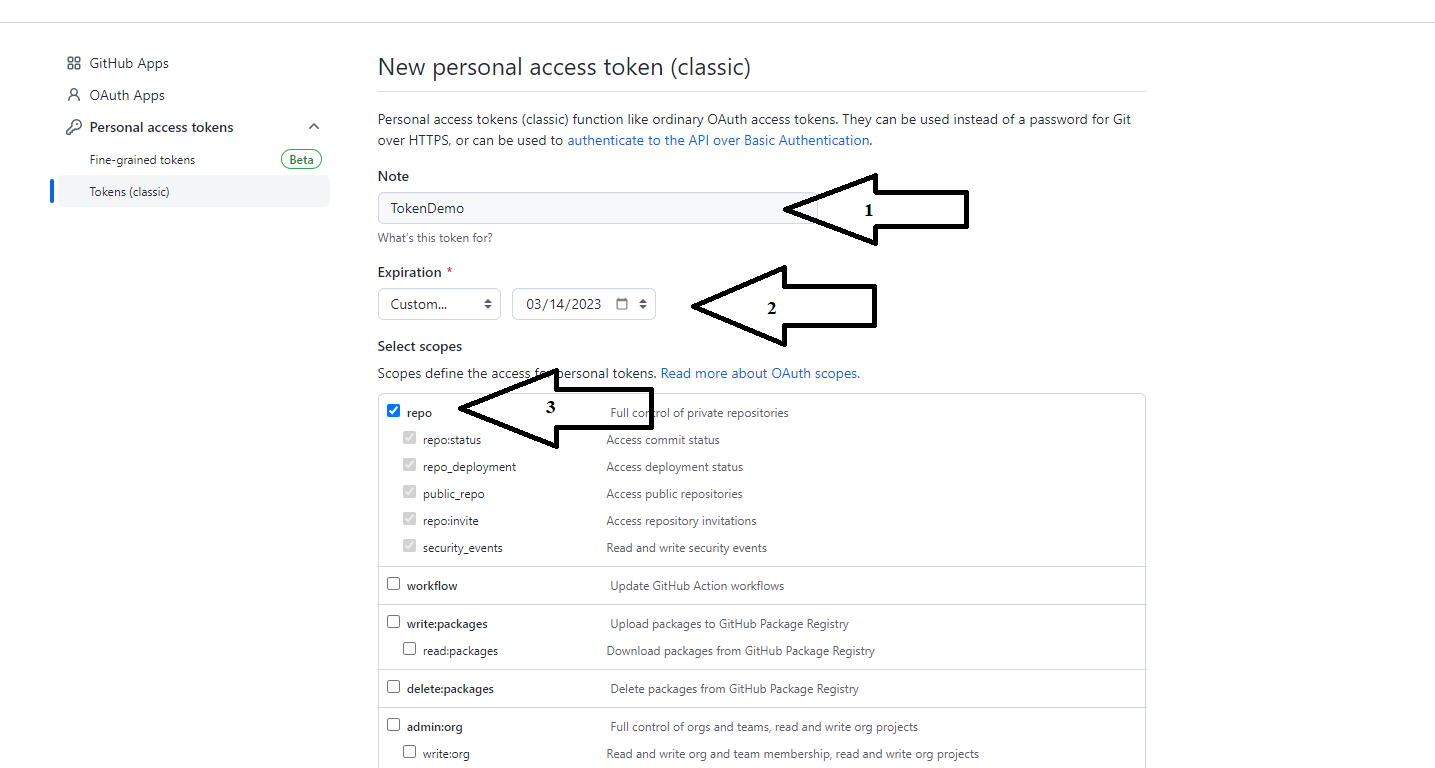 GitHub Apps
OAuth Apps
Personal access tokens
Fine-grained tokens Beta
Tokens (classic)
New personal access token (classic)
Personal access tokens (classic) function like ordinary OAuth access tokens. They can be used instead of a password for Git
over HTTPS, or can be used to authenticate to the API over Basic Authentication.
Note
TokenDemo
1
What's this token for?
Expiration *
Custom... 03/14/2023
2
Select scopes
Scopes define the access for personal tokens. Read more about OAuth scopes.
repo Full control of private repositories
3
repo:status Access commit status
repo_deployment Access deployment status
public_repo Access public repositories
repo:invite Access repository invitations
security_events Read and write security events
workflow Update GitHub Action workflows
write:packages Upload packages to GitHub Package Registry
read:packages Download packages from GitHub Package Registry
delete:packages Delete packages from GitHub Package Registry
admin:org Full control of orgs and teams, read and write org projects
write:org Read and write org and team membership, read and write org projects